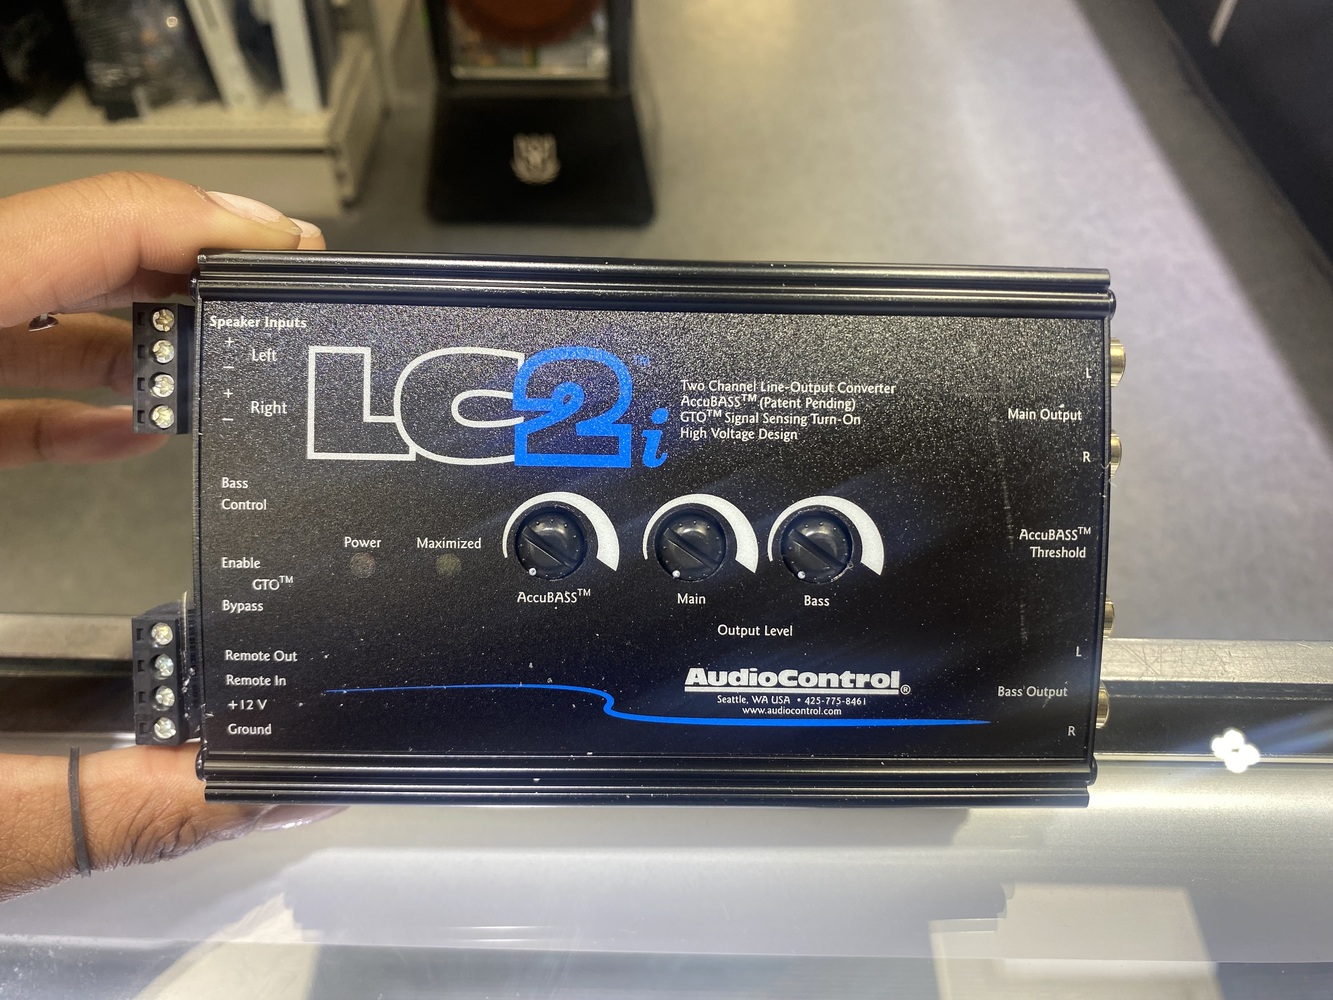 Speaker Inputs
+
Left
−
+
Right
−
LC2i™
Two Channel Line-Output Converter
AccuBASS™ (Patent Pending)
GTO™ Signal Sensing Turn-On
High Voltage Design
L
Main Output
R
Bass
Control
Enable
GTO™
Bypass
Power
Maximized
AccuBASS™
Main
Bass
Output Level
AccuBASS™
Threshold
Remote Out
Remote In
+12 V
Ground
AudioControl®
Seattle, WA USA • 425-775-8461
www.audiocontrol.com
L
Bass Output
R